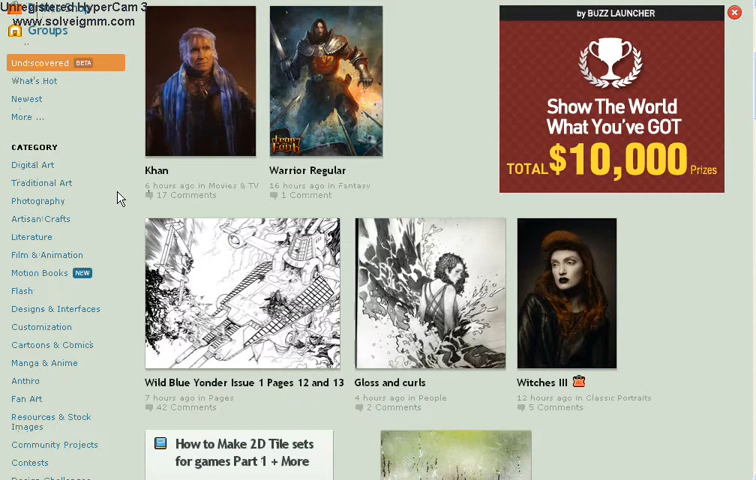 Unregistered HyperCam 3
www.solveigmm.com
Groups
Undiscovered BETA
What's Hot
Newest
More ...
CATEGORY
Digital Art
Traditional Art
Photography
Artisan Crafts
Literature
Film & Animation
Motion Books NEW
Flash
Designs & Interfaces
Customization
Cartoons & Comics
Manga & Anime
Anthro
Fan Art
Resources & Stock
Images
Community Projects
Contests
Design Challenges
Khan
6 hours ago in Movies & TV
17 Comments
Warrior Regular
16 hours ago in Fantasy
1 Comment
by BUZZ LAUNCHER
Show The World
What You've GOT
TOTAL $10,000 Prizes
Wild Blue Yonder Issue 1 Pages 12 and 13
7 hours ago in Pages
42 Comments
Gloss and curls
4 hours ago in People
2 Comments
Witches III
12 hours ago in Classic Portraits
5 Comments
How to Make 2D Tile sets
for games Part 1 + More